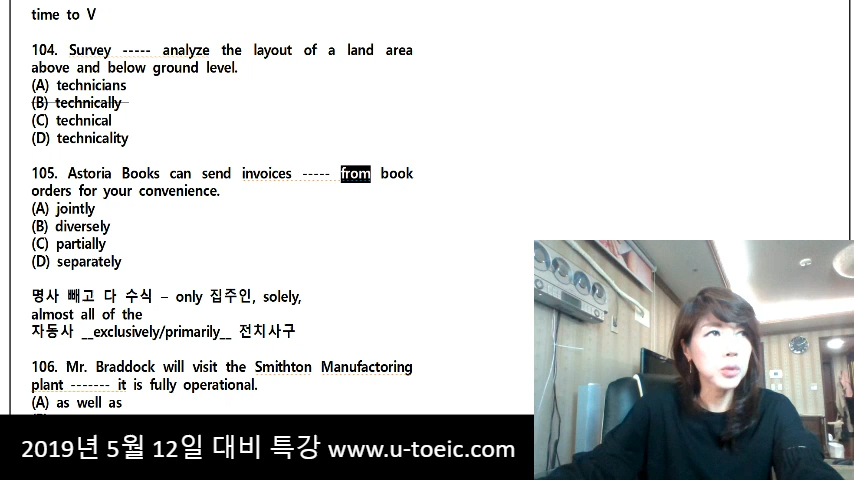 time to V
104. Survey ----- analyze the layout of a land area
above and below ground level.
(A) technicians
(B) technically
(C) technical
(D) technicality
105. Astoria Books can send invoices ----- from book
orders for your convenience.
(A) jointly
(B) diversely
(C) partially
(D) separately
명사 빼고 다 수식 – only 집주인, solely,
almost all of the
자동사 __exclusively/primarily__ 전치사구
106. Mr. Braddock will visit the Smithton Manufactoring
plant ------- it is fully operational.
(A) as well as
2019년 5월 12일 대비 특강 www.u-toeic.com